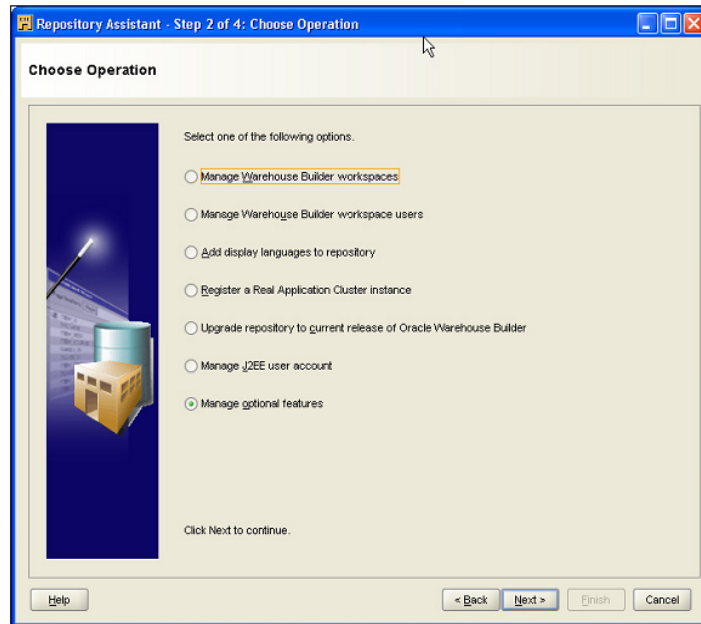 Repository Assistant - Step 2 of 4: Choose Operation
Choose Operation
Select one of the following options.
Manage Warehouse Builder workspaces
Manage Warehouse Builder workspace users
Add display languages to repository
Register a Real Application Cluster instance
Upgrade repository to current release of Oracle Warehouse Builder
Manage J2EE user account
Manage optional features
Click Next to continue.
Help
< Back
Next >
Finish
Cancel